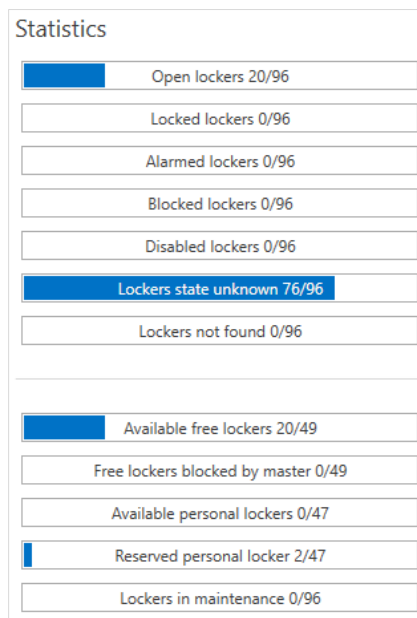 Statistics
Open lockers 20/96
Locked lockers 0/96
Alarmed lockers 0/96
Blocked lockers 0/96
Disabled lockers 0/96
Lockers state unknown 76/96
Lockers not found 0/96
Available free lockers 20/49
Free lockers blocked by master 0/49
Available personal lockers 0/47
Reserved personal locker 2/47
Lockers in maintenance 0/96